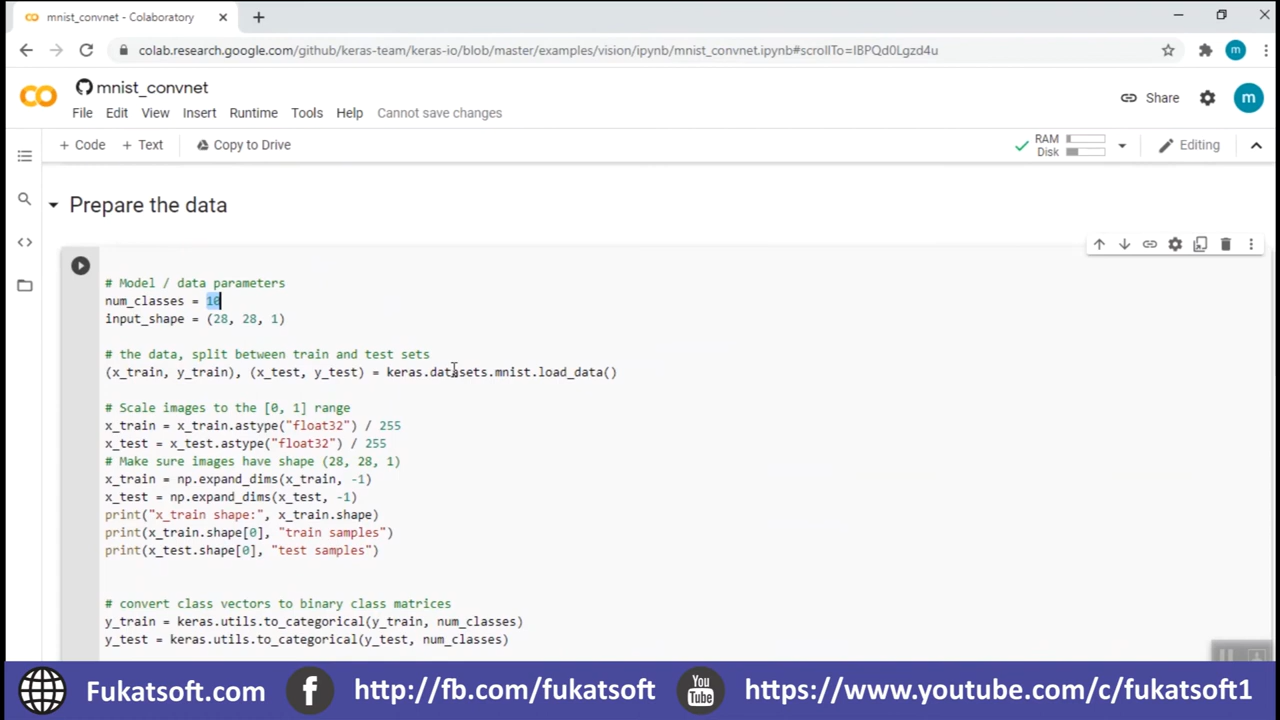 mnist_convnet - Colaboratory
colab.research.google.com/github/keras-team/keras-io/blob/master/examples/vision/ipynb/mnist_convnet.ipynb#scrollTo=IBPQd0Lgzd4u
m
mnist_convnet
Share
m
File Edit View Insert Runtime Tools Help Cannot save changes
+ Code + Text Copy to Drive
RAM
Disk
Editing
Prepare the data
# Model / data parameters
num_classes = 10
input_shape = (28, 28, 1)
# the data, split between train and test sets
(x_train, y_train), (x_test, y_test) = keras.datasets.mnist.load_data()
# Scale images to the [0, 1] range
x_train = x_train.astype("float32") / 255
x_test = x_test.astype("float32") / 255
# Make sure images have shape (28, 28, 1)
x_train = np.expand_dims(x_train, -1)
x_test = np.expand_dims(x_test, -1)
print("x_train shape:", x_train.shape)
print(x_train.shape[0], "train samples")
print(x_test.shape[0], "test samples")
# convert class vectors to binary class matrices
y_train = keras.utils.to_categorical(y_train, num_classes)
y_test = keras.utils.to_categorical(y_test, num_classes)
Fukatsoft.com f http://fb.com/fukatsoft You Tube https://www.youtube.com/c/fukatsoft1